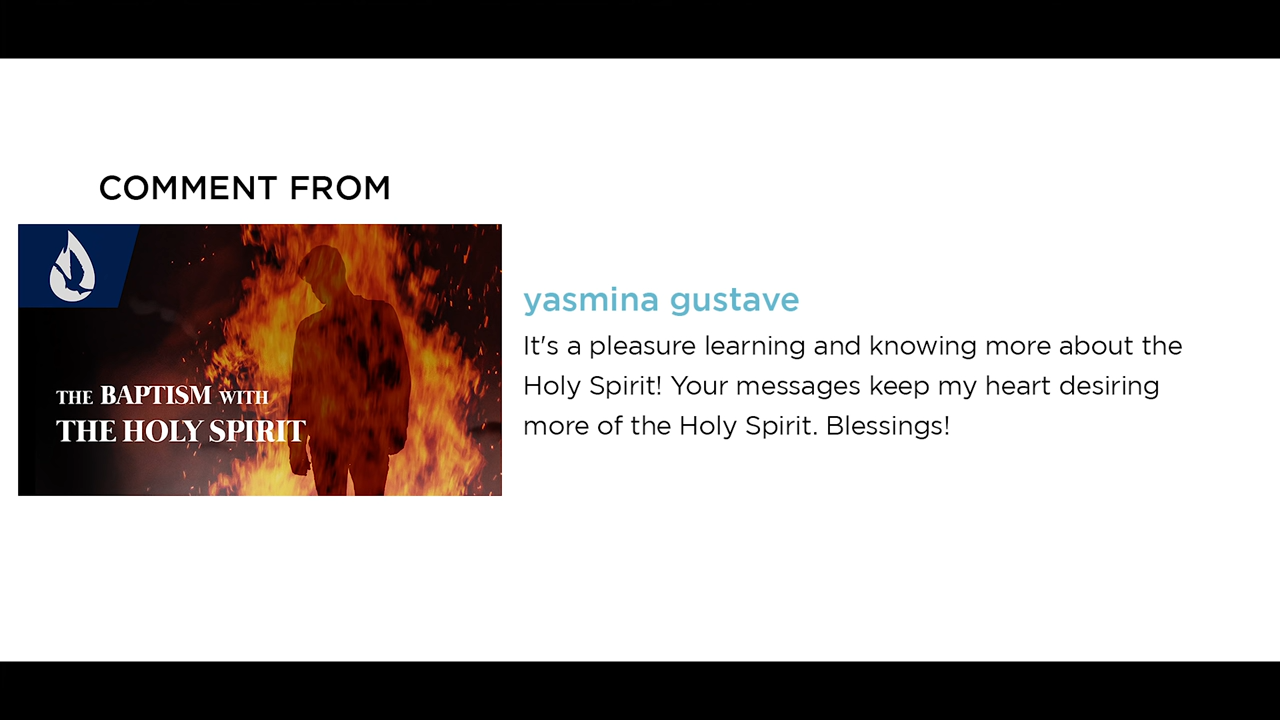 COMMENT FROM
THE BAPTISM WITH
THE HOLY SPIRIT
yasmina gustave
It's a pleasure learning and knowing more about the
Holy Spirit! Your messages keep my heart desiring
more of the Holy Spirit. Blessings!